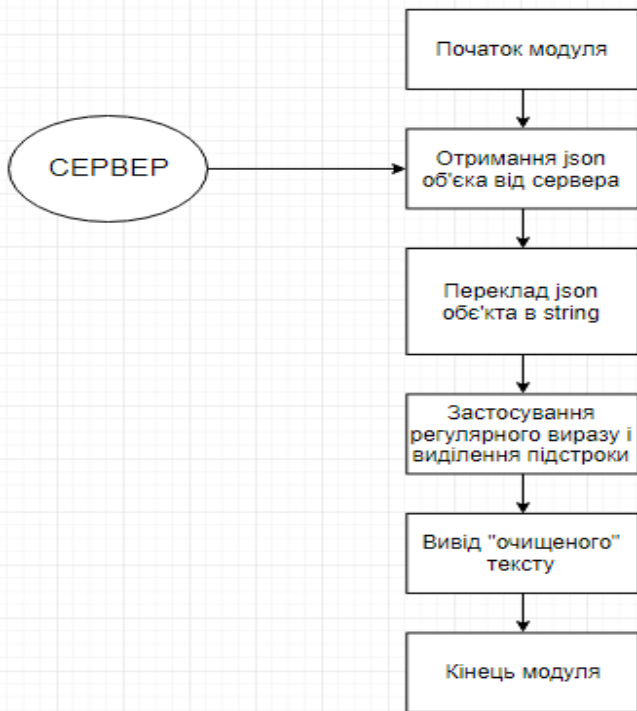 Початок модуля
СЕРВЕР
Отримання json
об'єка від сервера
Переклад json
обє'кта в string
Застосування
регулярного виразу і
виділення підстроки
Вивід "очищеного"
тексту
Кінець модуля